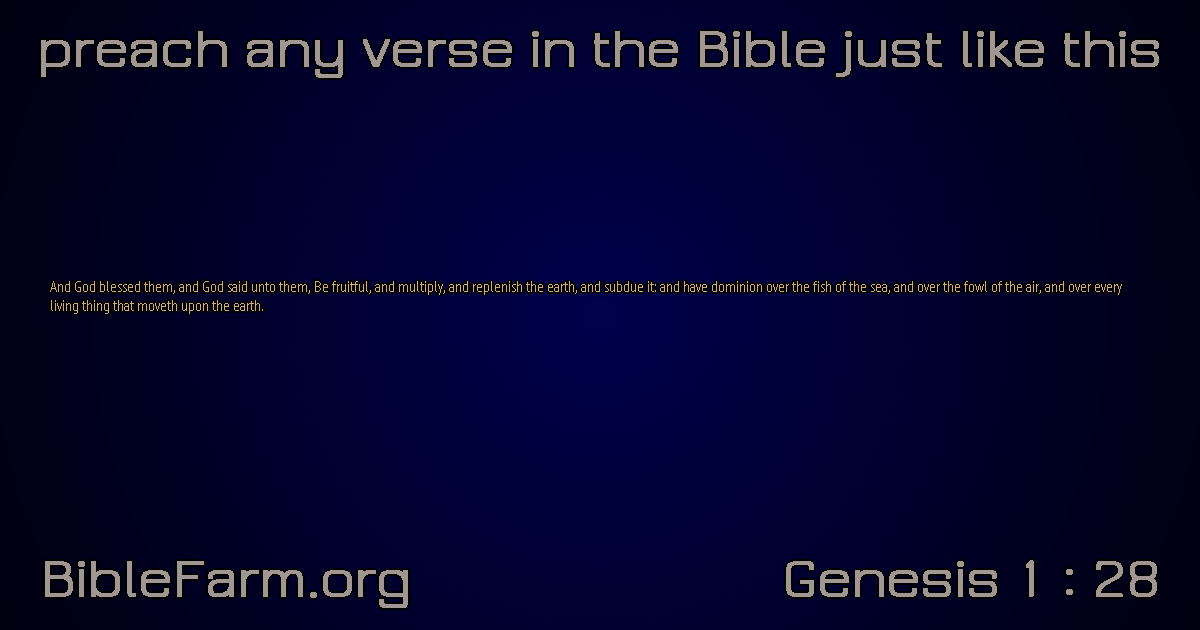 preach any verse in the Bible just like this
And God blessed them, and God said unto them, Be fruitful, and multiply, and replenish the earth, and subdue it: and have dominion over the fish of the sea, and over the fowl of the air, and over every
living thing that moveth upon the earth.
BibleFarm.org
Genesis 1 : 28